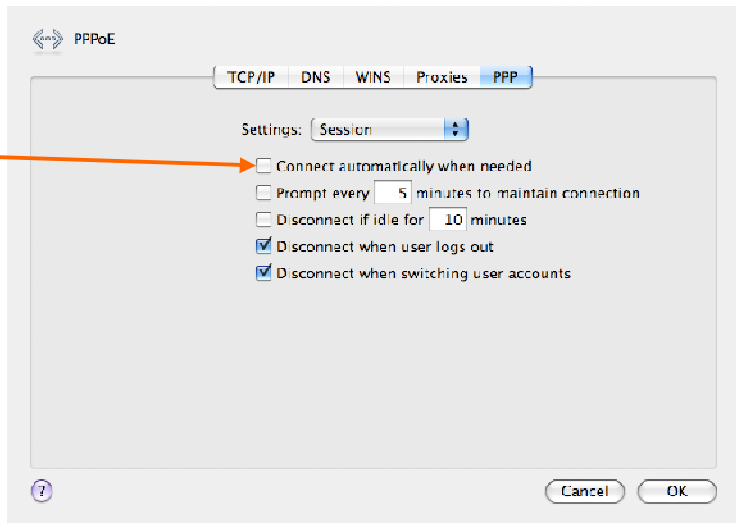 PPPoE
TCP/IP DNS WINS Proxies PPP
Settings: Session
Connect automatically when needed
Prompt every 5 minutes to maintain connection
Disconnect if idle for 10 minutes
Disconnect when user logs out
Disconnect when switching user accounts
? Cancel OK